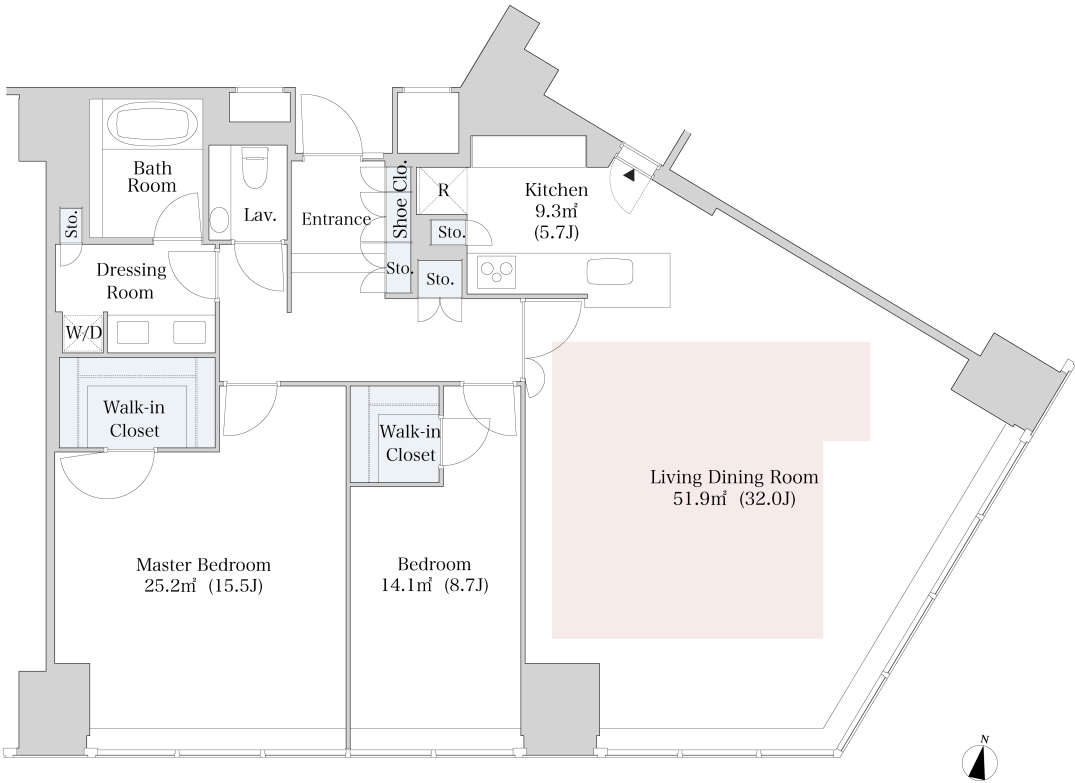 Bath
Room
Lav.
Sto.
Entrance
Shoe Clo.
Sto.
R
Sto.
Sto.
Kitchen
9.3㎡
(5.7J)
Dressing
Room
W/D
Walk-in
Closet
Walk-in
Closet
Living Dining Room
51.9㎡ (32.0J)
Master Bedroom
25.2㎡ (15.5J)
Bedroom
14.1㎡ (8.7J)
N